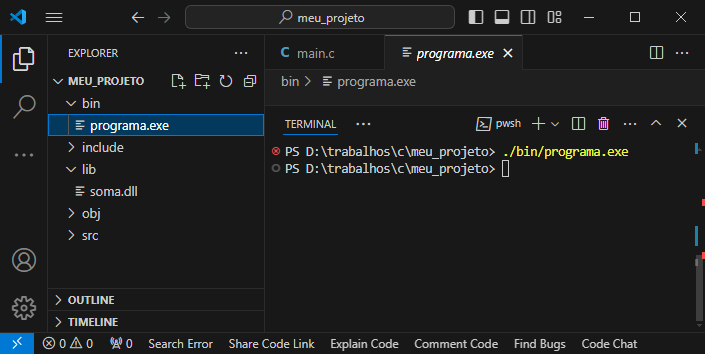 meu_projeto
EXPLORER
MEU_PROJETO
bin
programa.exe
include
lib
soma.dll
obj
src
OUTLINE
TIMELINE
C main.c
programa.exe
bin > programa.exe
TERMINAL
pwsh
PS D:\trabalhos\c\meu_projeto> ./bin/programa.exe
PS D:\trabalhos\c\meu_projeto>
0 0 0 Search Error Share Code Link Explain Code Comment Code Find Bugs Code Chat